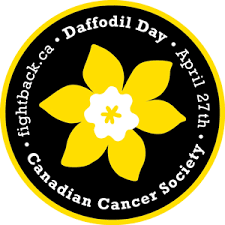 fightback.ca • Daffodil Day • April 27th •
Canadian Cancer Society